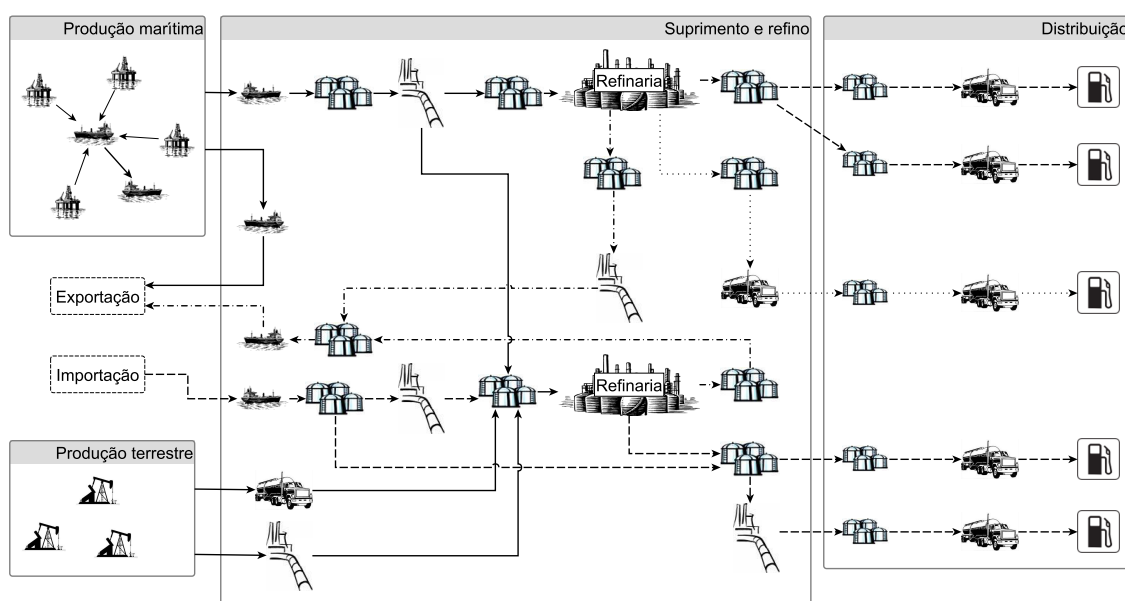 Produção marítima
Suprimento e refino
Distribuição
Refinaria
Exportação
Importação
Refinaria
Produção terrestre